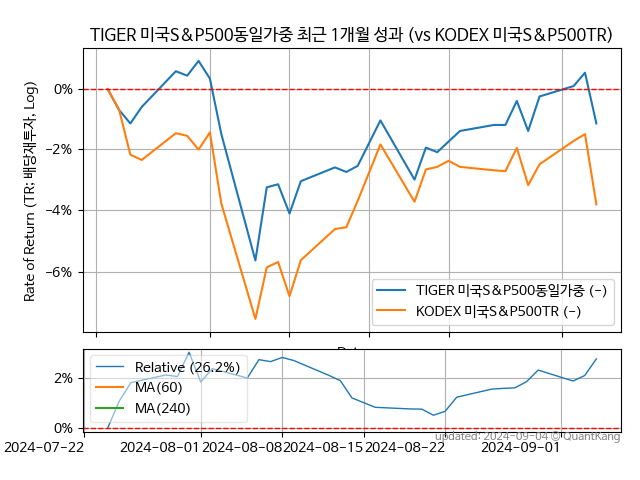 TIGER 미국S&P500동일가중 최근 1개월 성과 (vs KODEX 미국S&P500TR)
Rate of Return (TR: 배당재투자, Log)
0%
−2%
−4%
−6%
TIGER 미국S&P500동일가중 (-)
KODEX 미국S&P500TR (-)
Relative (26.2%)
MA(60)
MA(240)
2%
0%
updated: 2024-09-04 © QuantKang
2024-07-22 2024-08-01 2024-08-08 2024-08-15 2024-08-22 2024-09-01